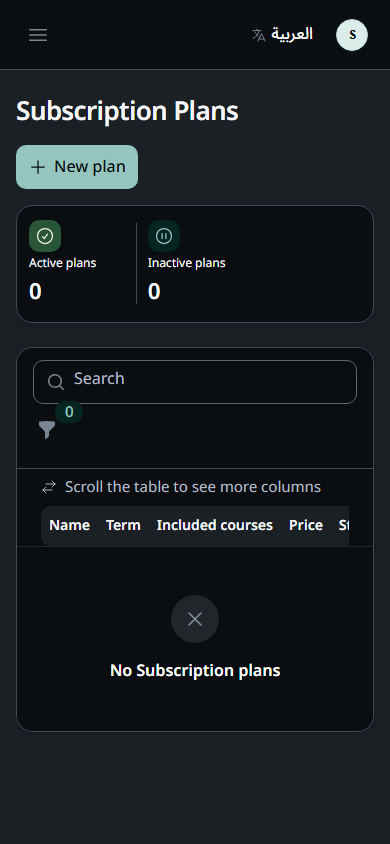 العربية
S
Subscription Plans
New plan
Active plans
0
Inactive plans
0
Search
0
Scroll the table to see more columns
Name Term Included courses Price
No Subscription plans